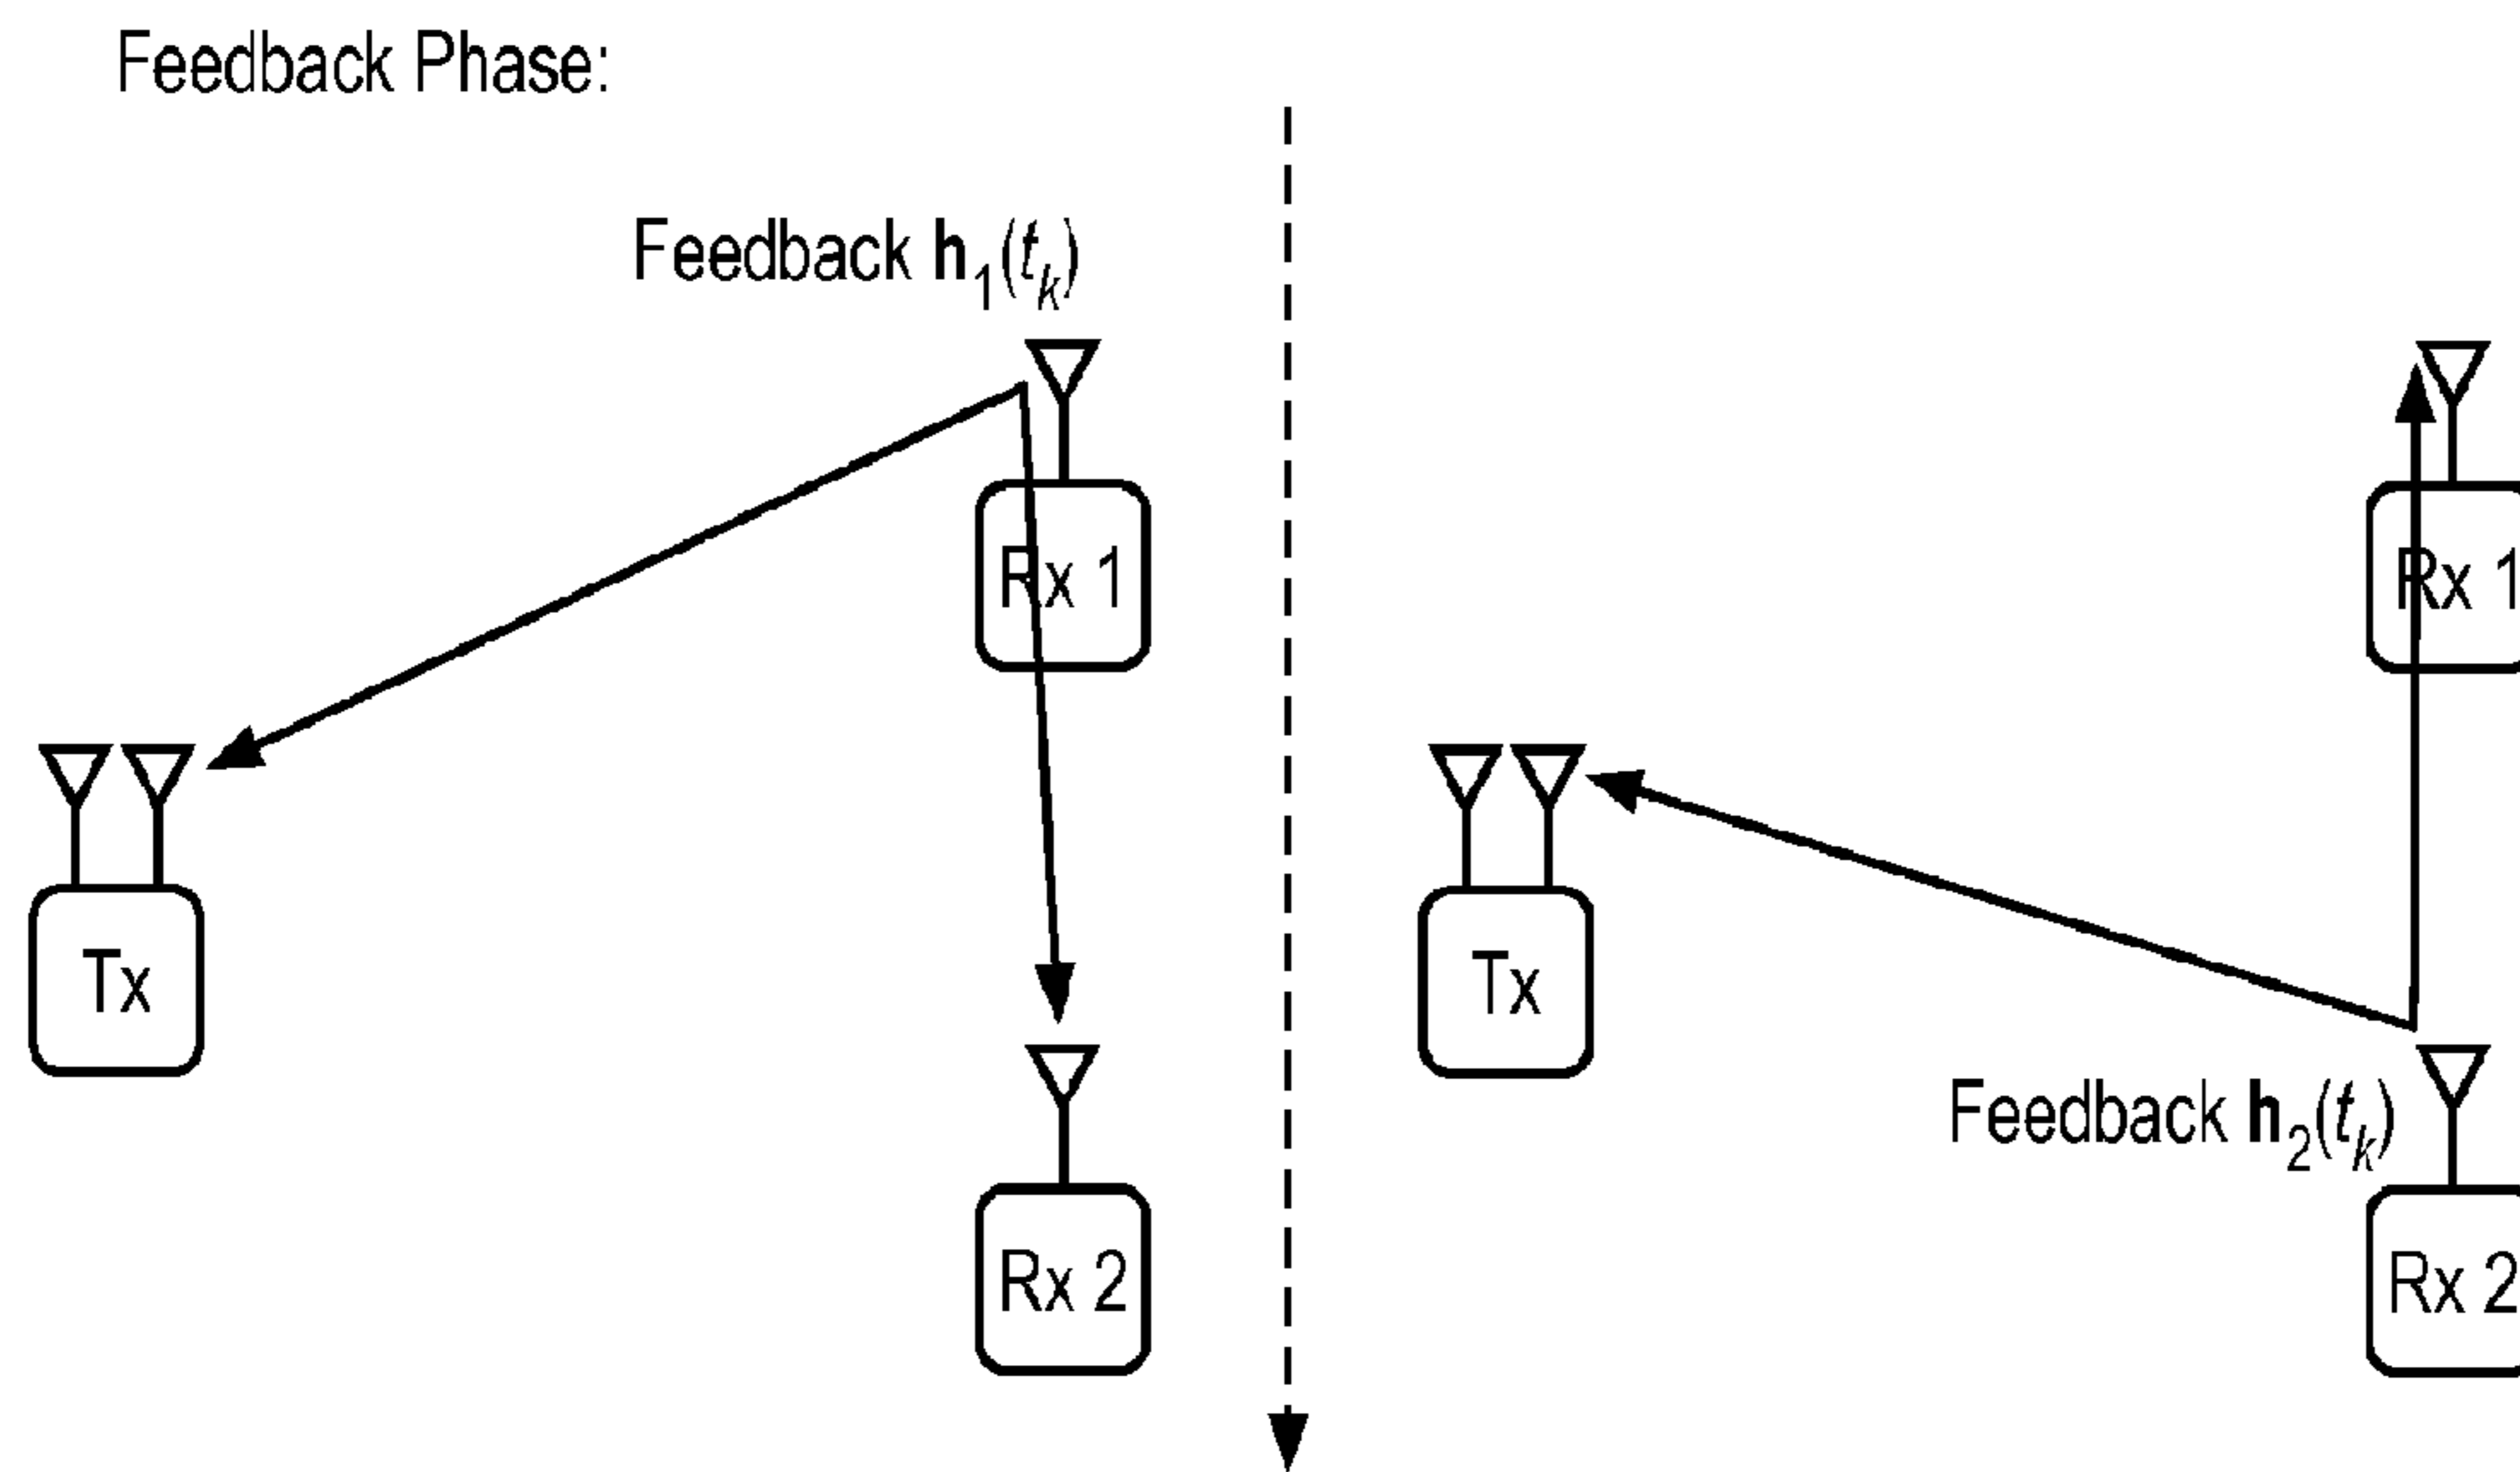 Feedback Phase:
Feedback h₁(tₖ)
Rx 1
Tx
Rx 2
Rx 1
Tx
Feedback h₂(tₖ)
Rx 2